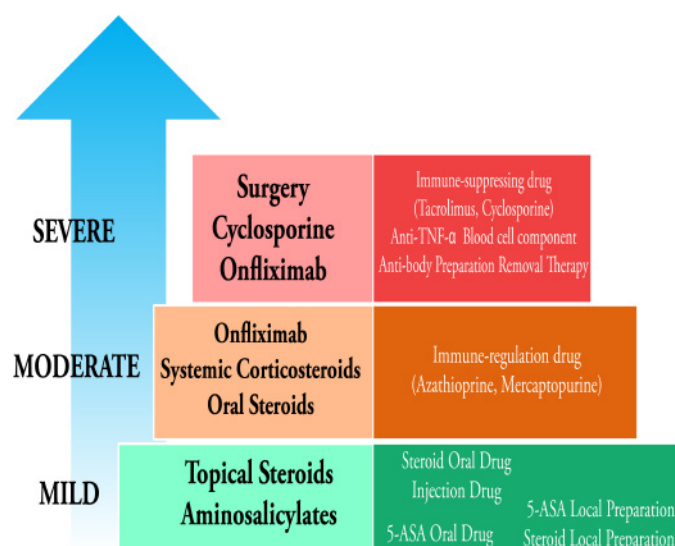 SEVERE
Surgery
Cyclosporine
Onfliximab
Immune-suppressing drug
(Tacrolimus, Cyclosporine)
Anti-TNF-α Blood cell component
Anti-body Preparation Removal Therapy
MODERATE
Onfliximab
Systemic Corticosteroids
Oral Steroids
Immune-regulation drug
(Azathioprine, Mercaptopurine)
MILD
Topical Steroids
Aminosalicylates
Steroid Oral Drug
Injection Drug
5-ASA Oral Drug
5-ASA Local Preparation
Steroid Local Preparation